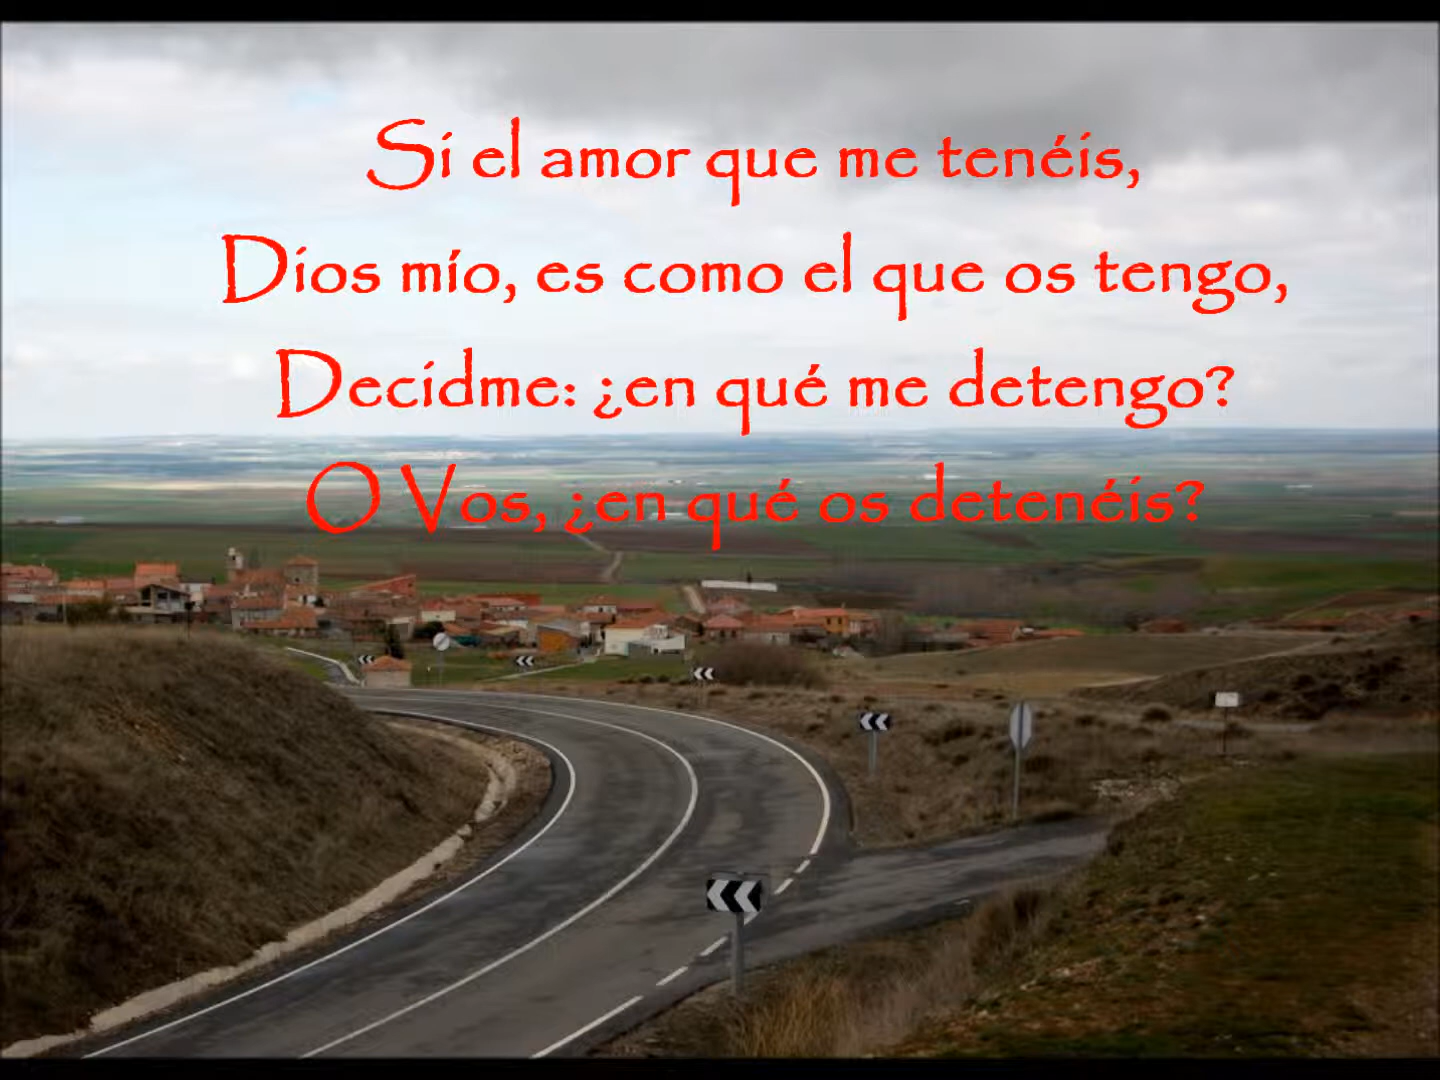 Si el amor que me tenéis,
Dios mío, es como el que os tengo,
Decidme: ¿en qué me detengo?
O Vos, ¿en qué os detenéis?